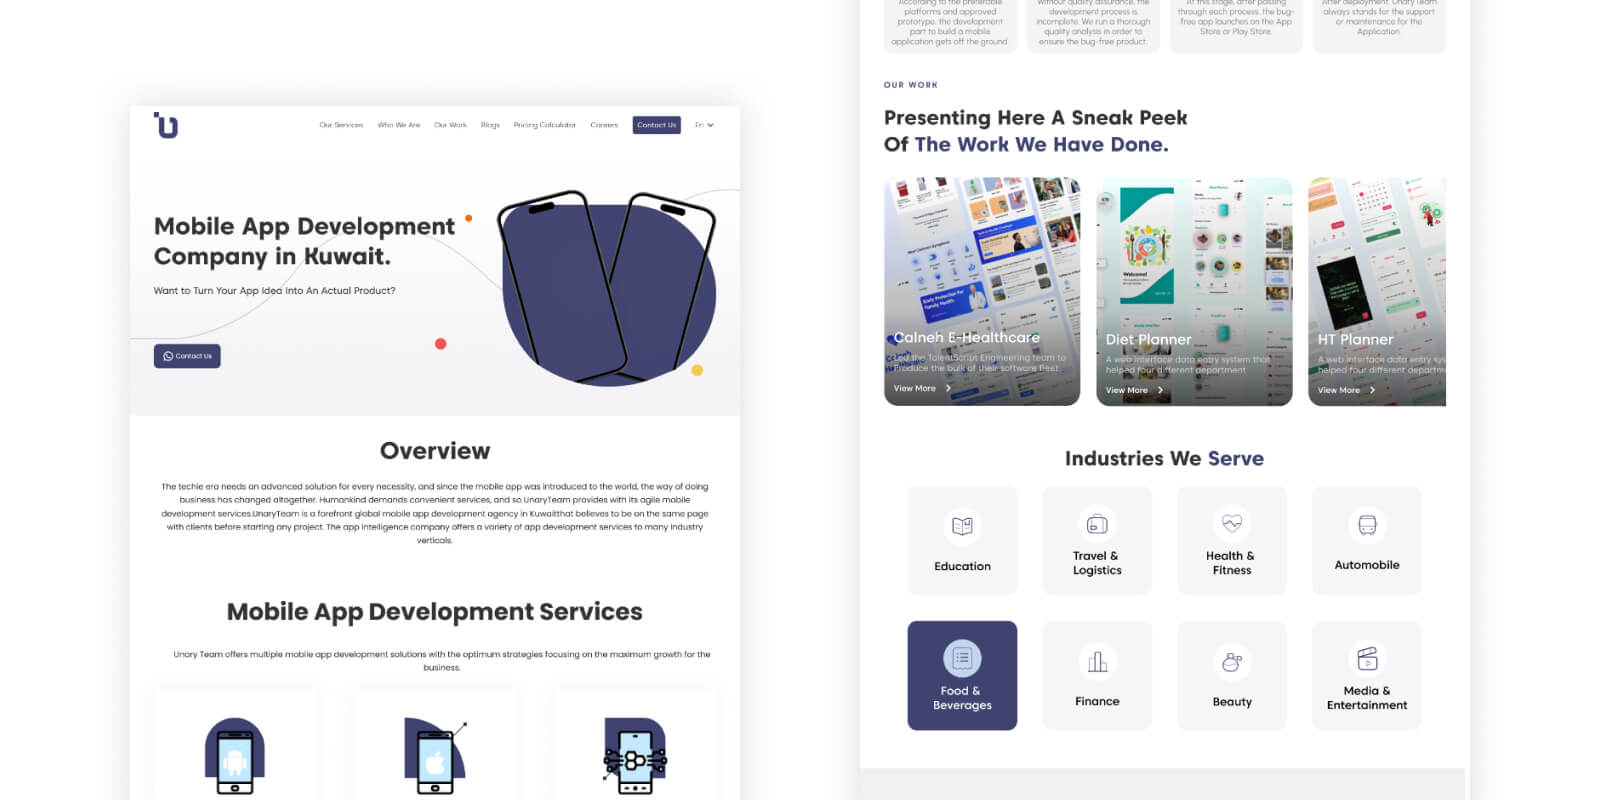 Our Services
Who We Are
Our Work
Blogs
Pricing Calculator
Careers
Contact Us
En
Mobile App Development
Company in Kuwait.
Want to Turn Your App Idea Into An Actual Product?
Contact Us
Overview
The techie era needs an advanced solution for every necessity, and since the mobile app was introduced to the world, the way of doing
business has changed altogether. Humankind demands convenient services, and so UnaryTeam provides with its agile mobile
development services.UnaryTeam is a forefront global mobile app development agency in Kuwaitthat believes to be on the same page
with clients before starting any project. The app intelligence company offers a variety of app development services to many industry
verticals.
Mobile App Development Services
Unary Team offers multiple mobile app development solutions with the optimum strategies focusing on the maximum growth for the
business.
According to the preferable
platforms and approved
prototype, the development
part to build a mobile
application gets off the ground.
Without quality assurance, the
development process is
incomplete. We run a thorough
quality analysis in order to
ensure the bug-free product.
At this stage, after passing
through each process, the bug-
free app launches on the App
Store or Play Store.
After deployment, Unary Team
always stands for the support
or maintenance for the
Application.
OUR WORK
Presenting Here A Sneak Peek
Of The Work We Have Done.
Calneh E-Healthcare
Led the TalentScript Engineering team to
Produce the bulk of their software fleet.
View More
Welcome!
Diet Planner
A web interface data entry system that
helped four different department
View More
HT Planner
A web interface data entry sys
helped four different departme
View More
Industries We Serve
Education
Travel &
Logistics
Health &
Fitness
Automobile
Food &
Beverages
Finance
Beauty
Media &
Entertainment